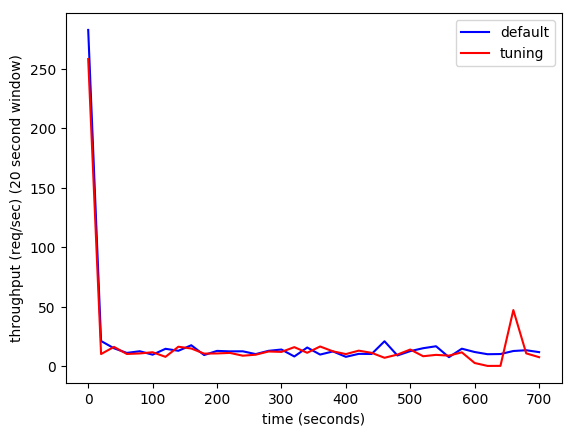 default
tuning
throughput (req/sec) (20 second window)
250
200
150
100
50
0
0 100 200 300 400 500 600 700
time (seconds)